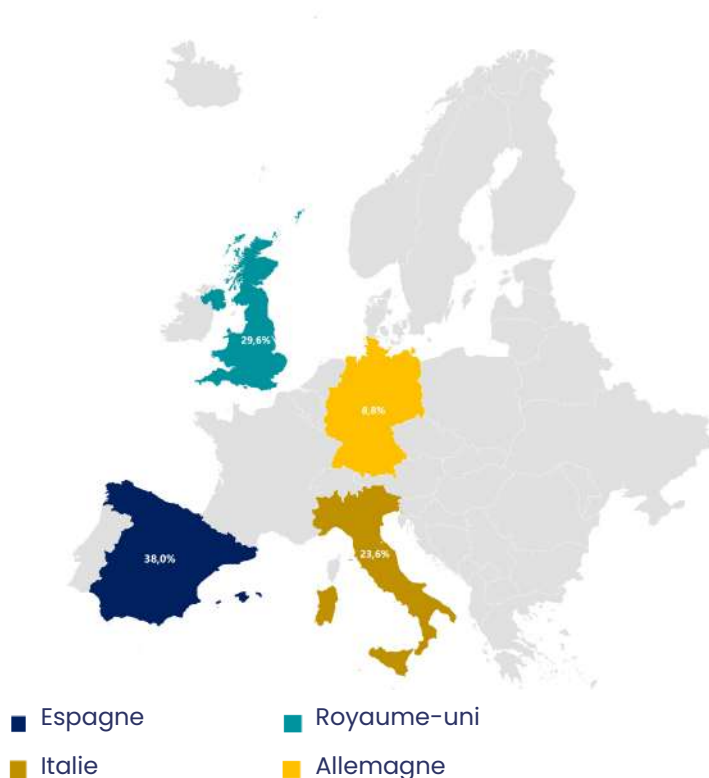 29,6%
8,8%
23,6%
38,0%
Espagne
Royaume-uni
Italie
Allemagne